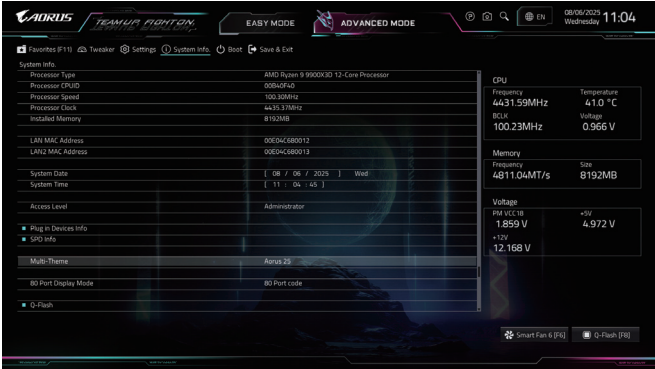 AORUS
TEAMUP. FIGHTON.
EASY MODE
ADVANCED MODE
EN
08/06/2025
Wednesday
11:04
Favorites (F11)
Tweaker
Settings
System Info.
Boot
Save & Exit
System Info.
Processor Type AMD Ryzen 9 9900X3D 12-Core Processor
Processor CPUID 00B40F40
Processor Speed 100.30MHz
Processor Clock 4435.37MHz
Installed Memory 8192MB
LAN MAC Address 00E04C680012
LAN2 MAC Address 00E04C680013
System Date [ 08 / 06 / 2025 ] Wed
System Time [ 11 : 04 : 45 ]
Access Level Administrator
Plug in Devices Info
SPD Info
Multi-Theme Aorus 25
80 Port Display Mode 80 Port code
Q-Flash
CPU
Frequency Temperature
4431.59MHz 41.0 °C
BCLK Voltage
100.23MHz 0.966 V
Memory
Frequency Size
4811.04MT/s 8192MB
Voltage
PM VCC18 +5V
1.859 V 4.972 V
+12V
12.168 V
Smart Fan 6 [F6]
Q-Flash [F8]